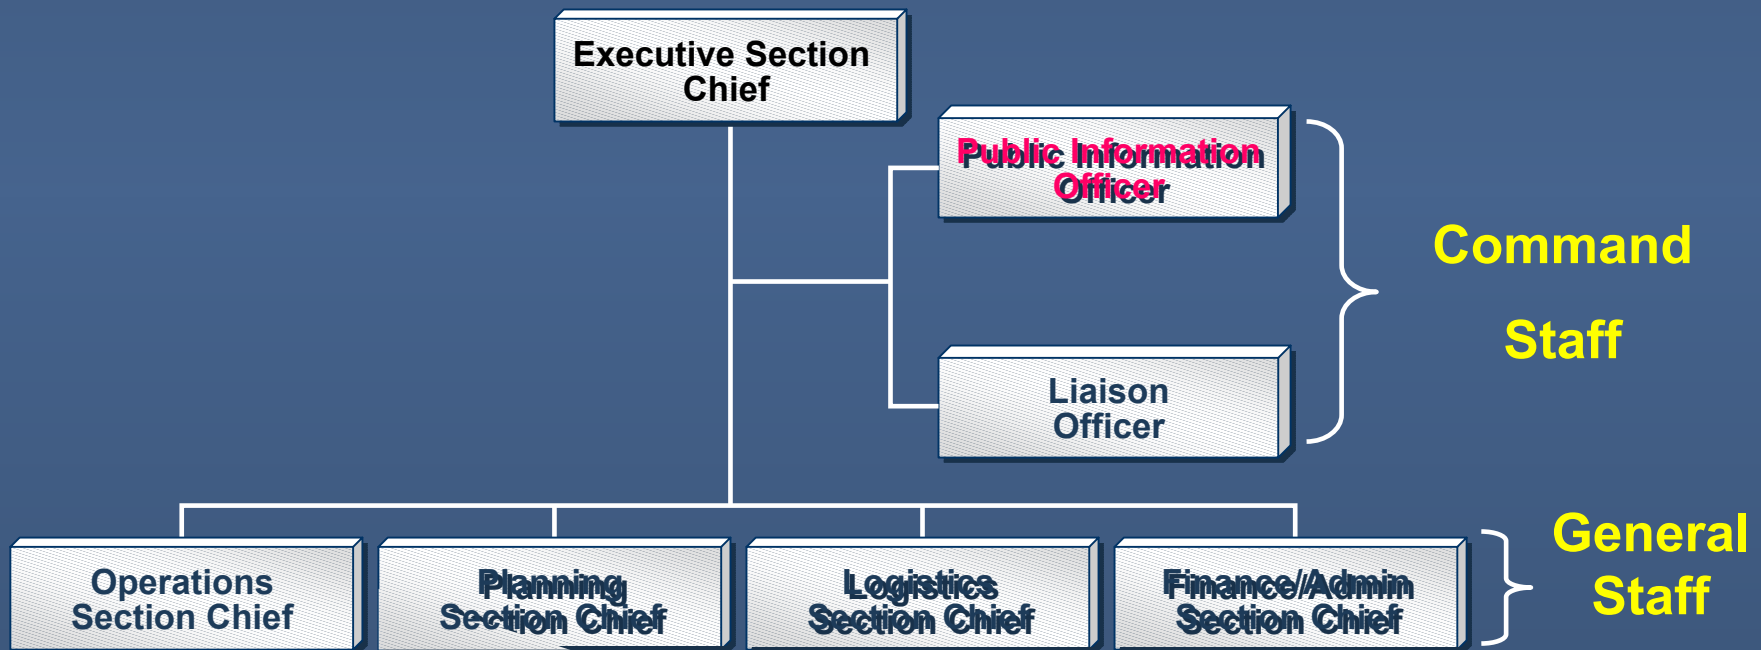 Executive Section
Chief
Public Information
Officer
Command
Staff
Liaison
Officer
General
Staff
Operations
Section Chief
Planning
Section Chief
Logistics
Section Chief
Finance/Admin
Section Chief